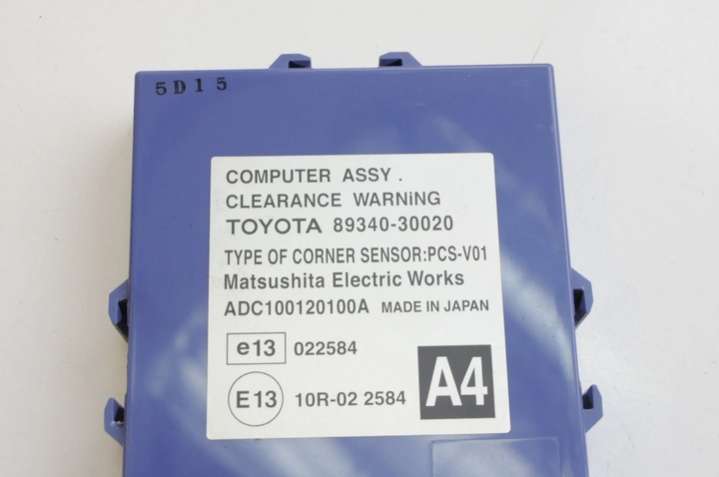 5D15
COMPUTER ASSY.
CLEARANCE WARNiNG
TOYOTA 89340-30020
TYPE OF CORNER SENSOR:PCS-V01
Matsushita Electric Works
ADC100120100A MADE IN JAPAN
e13 022584
E13 10R-02 2584
A4